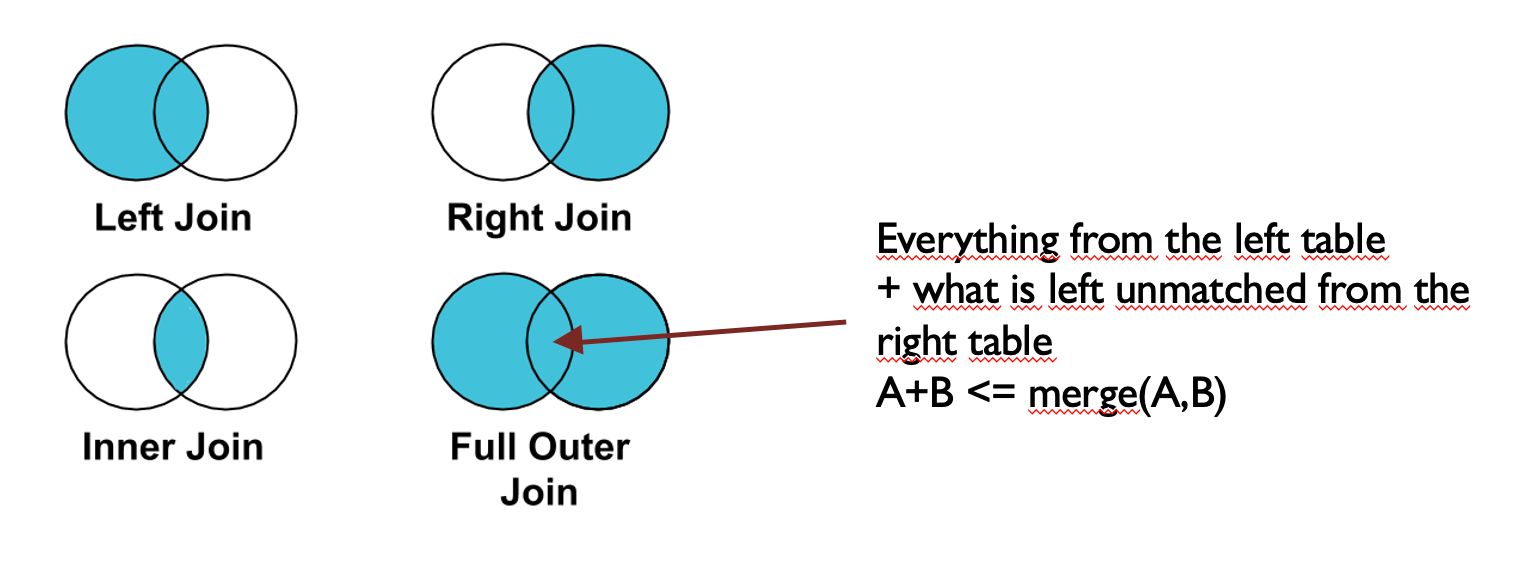 Left Join
Right Join
Inner Join
Full Outer
Join
Everything from the left table
+ what is left unmatched from the
right table
A+B <= merge(A,B)